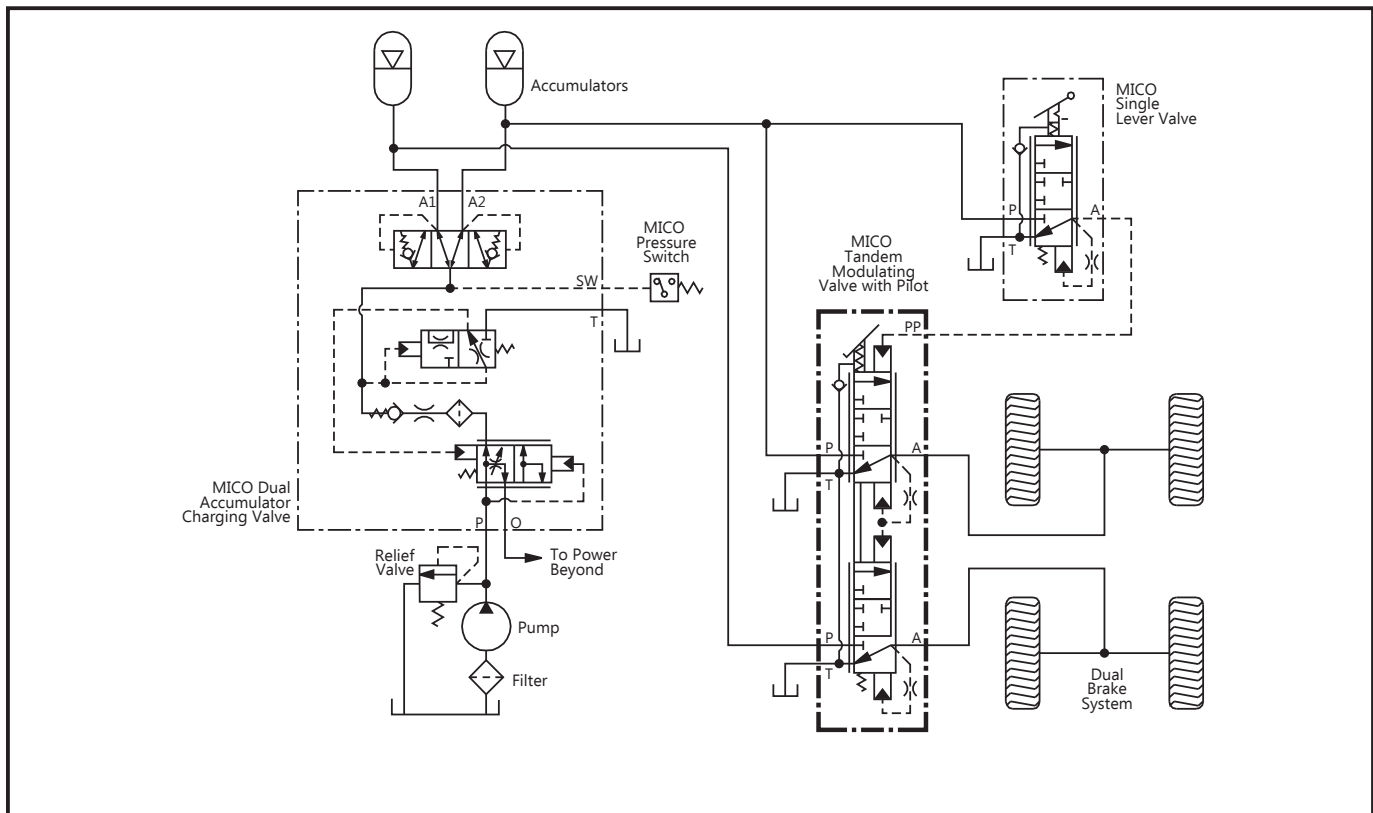 Accumulators
MICO
Single
Lever Valve
A1
A2
MICO
Pressure
Switch
SW
T
P
A
T
MICO
Tandem
Modulating
Valve with Pilot
PP
P
A
T
MICO Dual
Accumulator
Charging Valve
P
O
To Power
Beyond
Relief
Valve
Pump
Filter
P
A
T
Dual
Brake
System